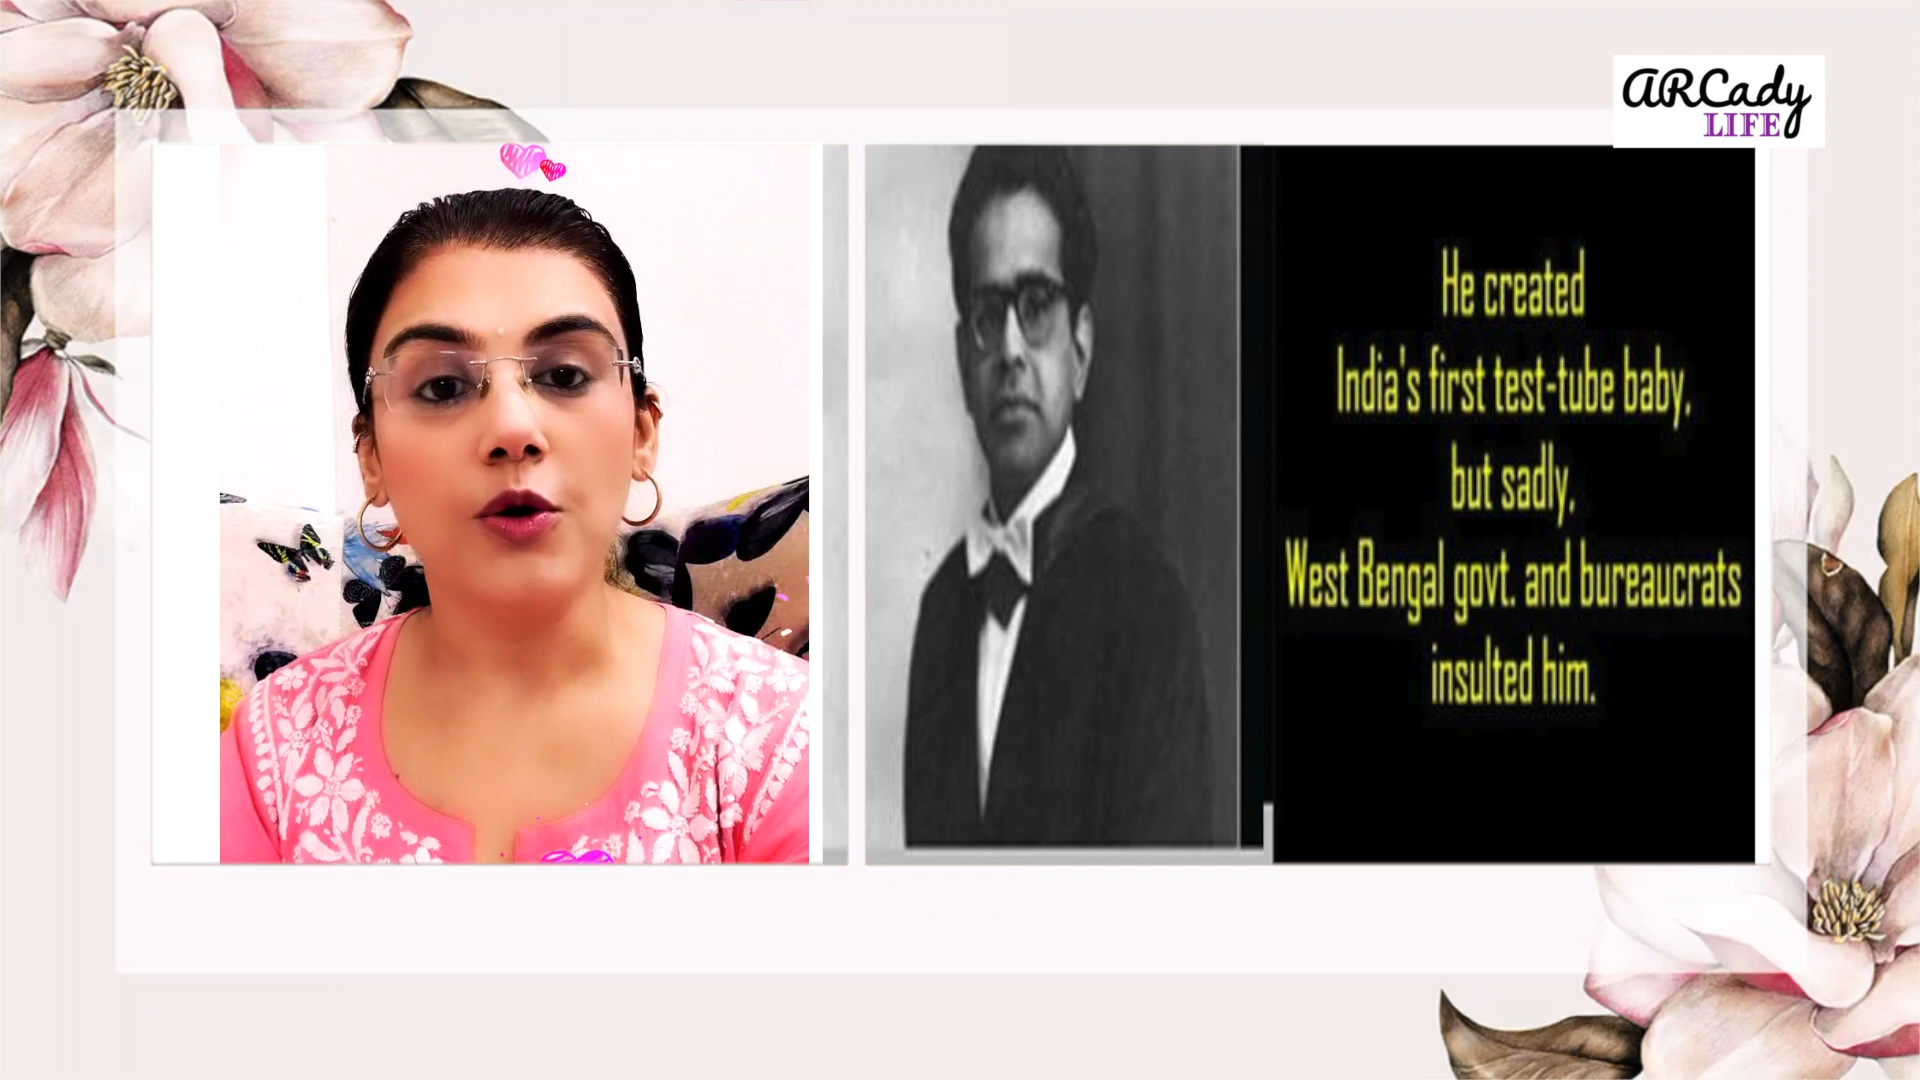 ARCady
LIFE
He created
India's first test-tube baby,
but sadly,
West Bengal govt. and bureaucrats
insulted him.